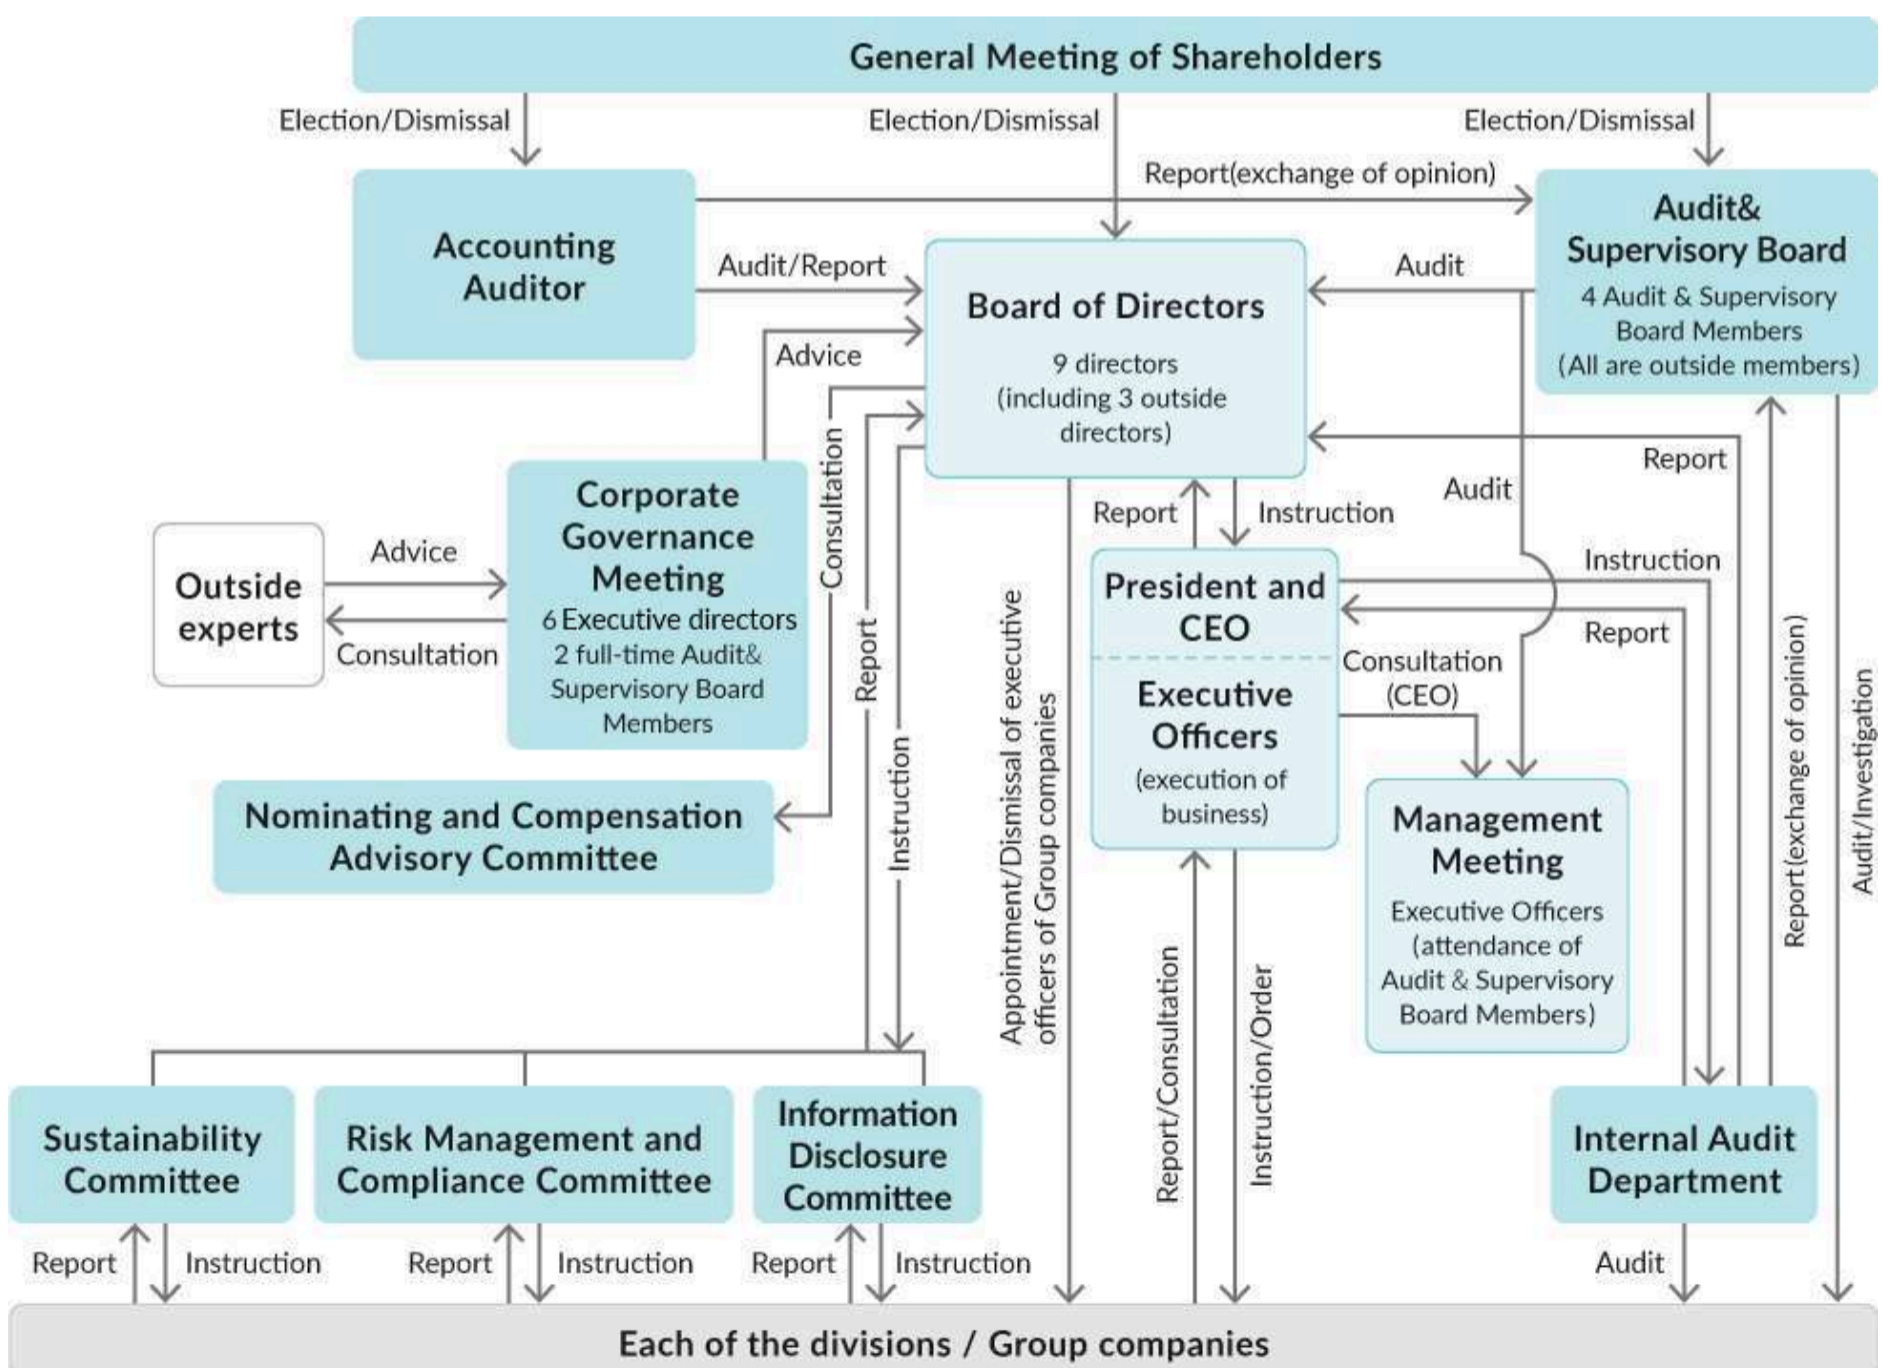 General Meeting of Shareholders
Election/Dismissal
Election/Dismissal
Election/Dismissal
Report(exchange of opinion)
Accounting
Auditor
Audit/Report
Board of Directors
9 directors
(including 3 outside
directors)
Audit
Audit&
Supervisory Board
4 Audit & Supervisory
Board Members
(All are outside members)
Advice
Consultation
Report
Audit
Corporate
Governance
Meeting
6 Executive directors
2 full-time Audit&
Supervisory Board
Members
Outside
experts
Advice
Consultation
Report
Instruction
President and
CEO
Executive
Officers
(execution of
business)
Instruction
Report
Consultation
(CEO)
Report
Instruction
Nominating and Compensation
Advisory Committee
Appointment/Dismissal of executive
officers of Group companies
Management
Meeting
Executive Officers
(attendance of
Audit & Supervisory
Board Members)
Report(exchange of opinion)
Audit/Investigation
Report/Consultation
Instruction/Order
Sustainability
Committee
Risk Management and
Compliance Committee
Information
Disclosure
Committee
Internal Audit
Department
Report
Instruction
Report
Instruction
Report
Instruction
Audit
Each of the divisions / Group companies